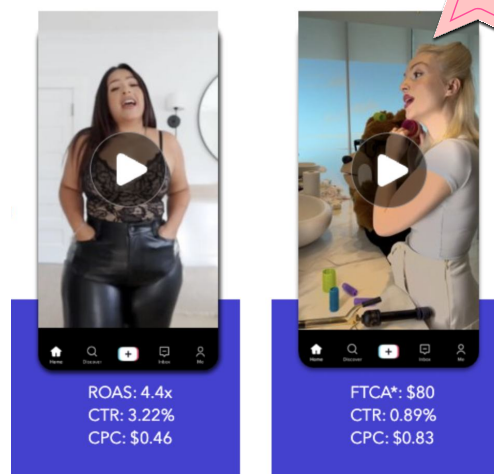 Home Discover Inbox Me
ROAS: 4.4x
CTR: 3.22%
CPC: $0.46
Home Discover Inbox Me
FTCA*: $80
CTR: 0.89%
CPC: $0.83